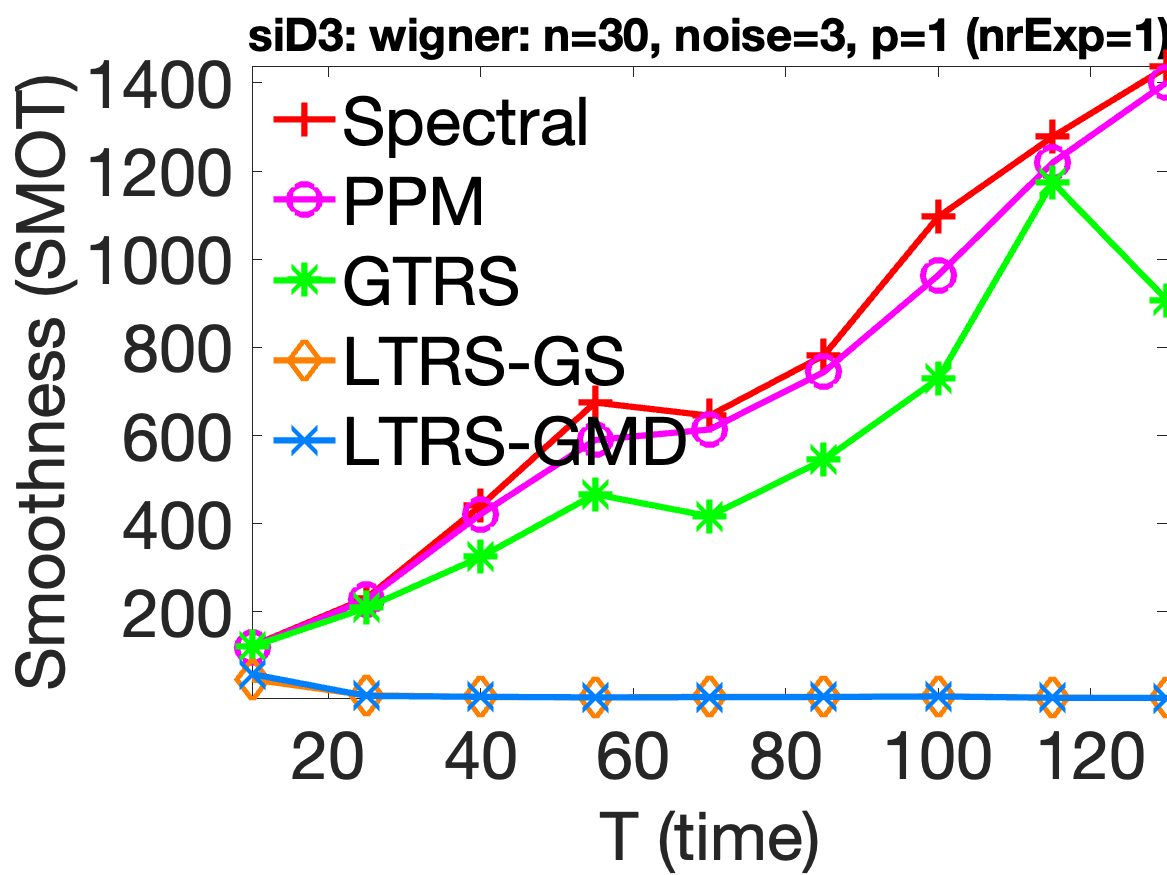 siD3: wigner: n=30, noise=3, p=1 (nrExp=1)
Smoothness (SMOT)
1400
1200
1000
800
600
400
200
Spectral
PPM
GTRS
LTRS-GS
LTRS-GMD
20 40 60 80 100 120
T (time)